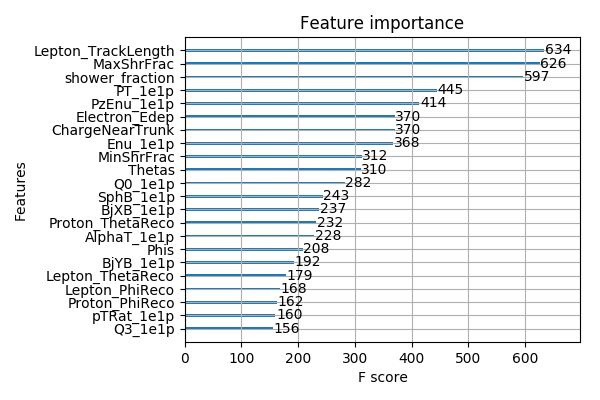 Feature importance
Lepton_TrackLength 634
MaxShrFrac 626
shower_fraction 597
PT_1e1p 445
PzEnu_1e1p 414
Electron_Edep 370
ChargeNearTrunk 370
Enu_1e1p 368
MinShrFrac 312
Thetas 310
Q0_1e1p 282
SphB_1e1p 243
BjXB_1e1p 237
Proton_ThetaReco 232
AlphaT_1e1p 228
Phis 208
BjYB_1e1p 192
Lepton_ThetaReco 179
Lepton_PhiReco 168
Proton_PhiReco 162
pTRat_1e1p 160
Q3_1e1p 156
Features
0 100 200 300 400 500 600
F score